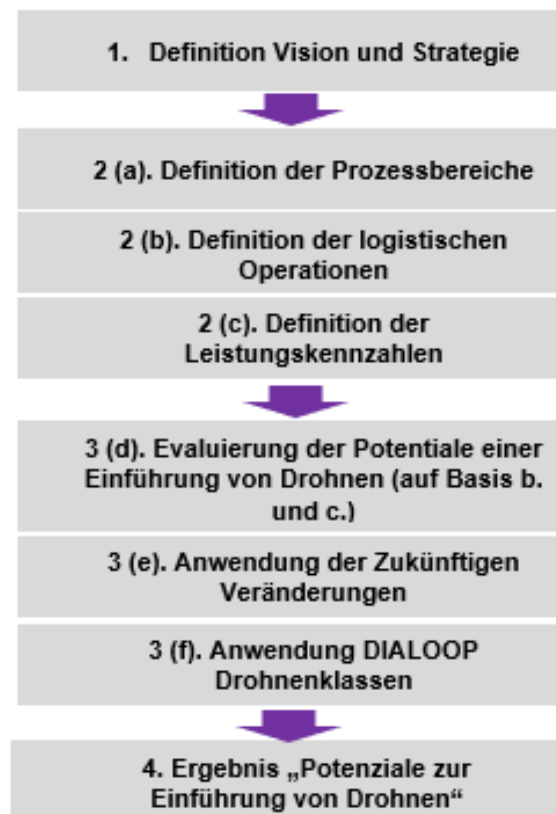 1. Definition Vision und Strategie
2 (a). Definition der Prozessbereiche
2 (b). Definition der logistischen
Operationen
2 (c). Definition der
Leistungskennzahlen
3 (d). Evaluierung der Potentiale einer
Einführung von Drohnen (auf Basis b.
und c.)
3 (e). Anwendung der Zukünftigen
Veränderungen
3 (f). Anwendung DIALOOP
Drohnenklassen
4. Ergebnis „Potenziale zur
Einführung von Drohnen“